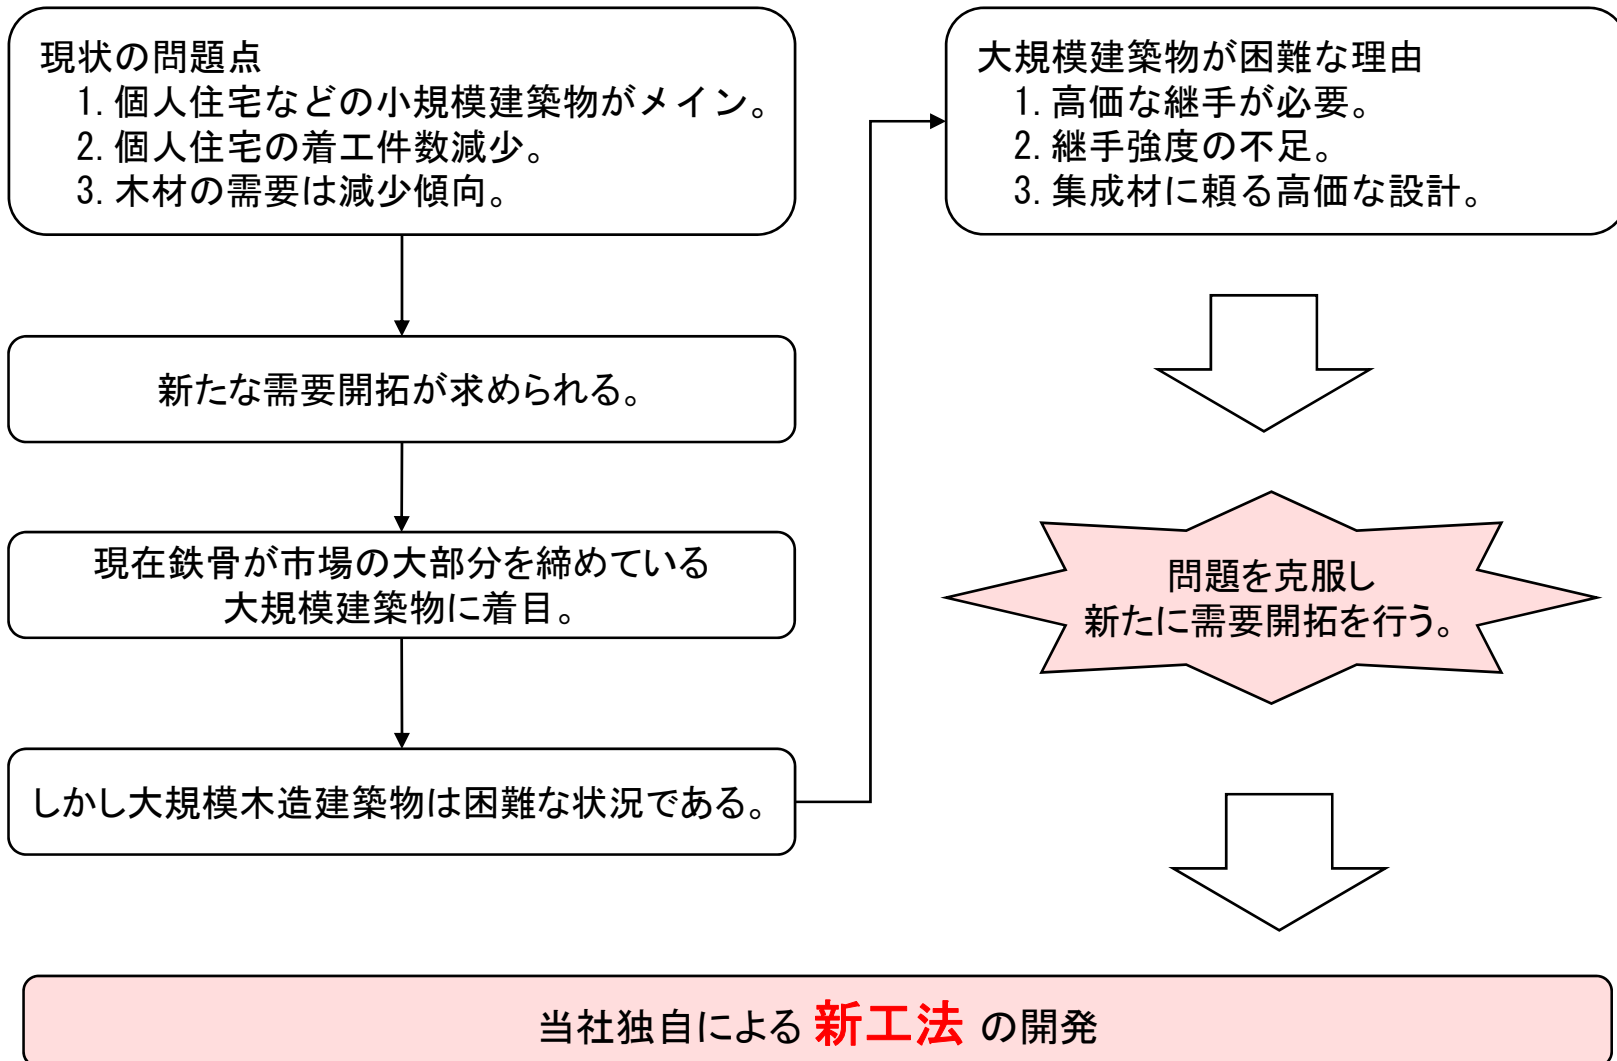 現状の問題点
1. 個人住宅などの小規模建築物がメイン。
2. 個人住宅の着工件数減少。
3. 木材の需要は減少傾向。
新たな需要開拓が求められる。
現在鉄骨が市場の大部分を締めている
大規模建築物に着目。
しかし大規模木造建築物は困難な状況である。
大規模建築物が困難な理由
1. 高価な継手が必要。
2. 継手強度の不足。
3. 集成材に頼る高価な設計。
問題を克服し
新たに需要開拓を行う。
当社独自による 新工法 の開発